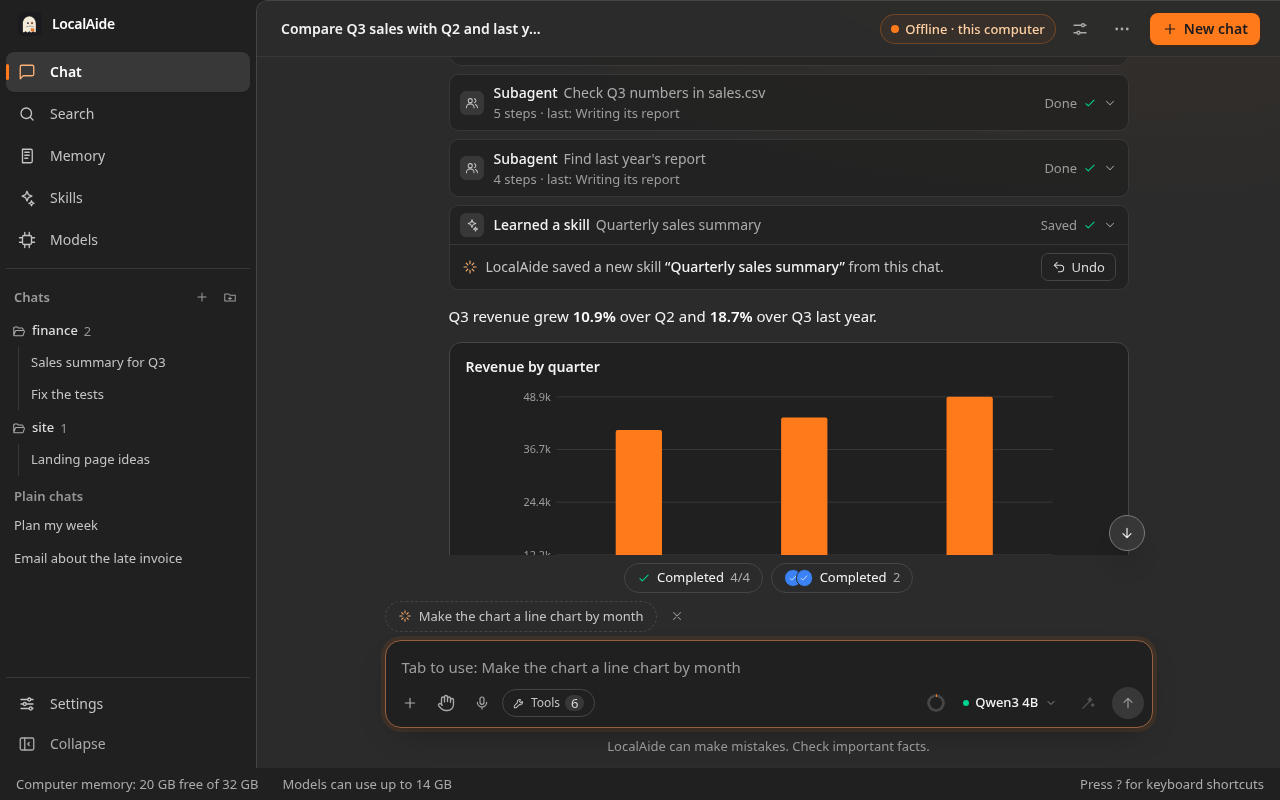 LocalAide
Chat
Search
Memory
Skills
Models
Chats
finance 2
Sales summary for Q3
Fix the tests
site 1
Landing page ideas
Plain chats
Plan my week
Email about the late invoice
Settings
Collapse
Compare Q3 sales with Q2 and last y...
Offline · this computer
New chat
Subagent Check Q3 numbers in sales.csv
5 steps · last: Writing its report
Done
Subagent Find last year's report
4 steps · last: Writing its report
Done
Learned a skill Quarterly sales summary
Saved
LocalAide saved a new skill “Quarterly sales summary” from this chat.
Undo
Q3 revenue grew 10.9% over Q2 and 18.7% over Q3 last year.
Revenue by quarter
48.9k
36.7k
24.4k
12.2k
Completed 4/4
Completed 2
Make the chart a line chart by month
Tab to use: Make the chart a line chart by month
Tools 6
Qwen3 4B
LocalAide can make mistakes. Check important facts.
Computer memory: 20 GB free of 32 GB
Models can use up to 14 GB
Press ? for keyboard shortcuts